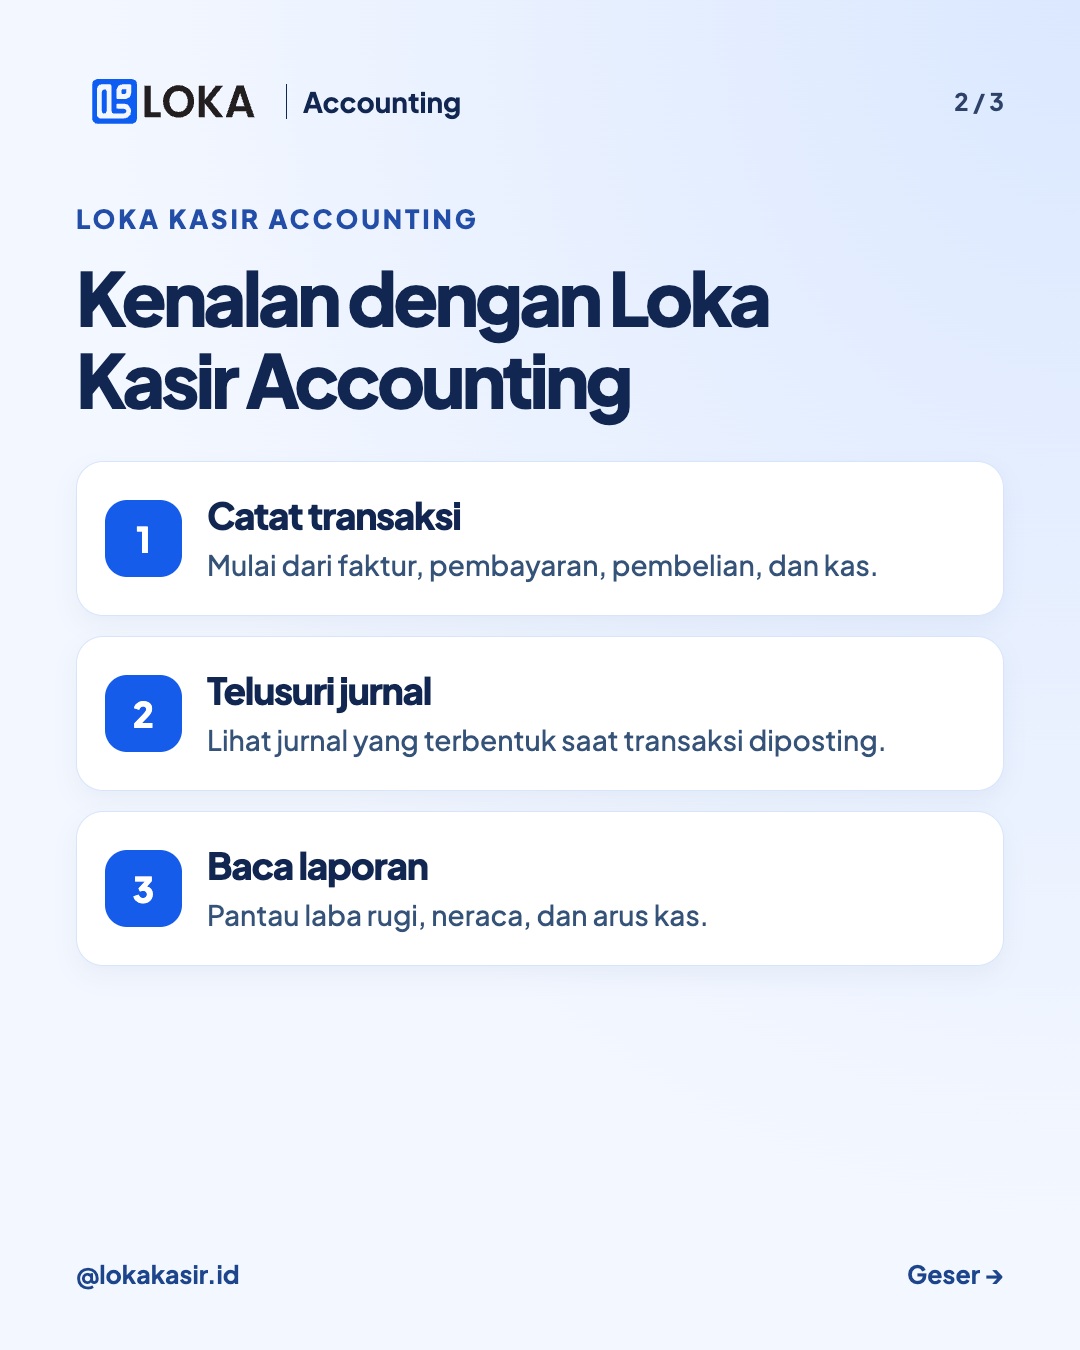 LOKA | Accounting
2 / 3
LOKA KASIR ACCOUNTING
Kenalan dengan Loka
Kasir Accounting
1
Catat transaksi
Mulai dari faktur, pembayaran, pembelian, dan kas.
2
Telusuri jurnal
Lihat jurnal yang terbentuk saat transaksi diposting.
3
Baca laporan
Pantau laba rugi, neraca, dan arus kas.
@lokakasir.id
Geser →